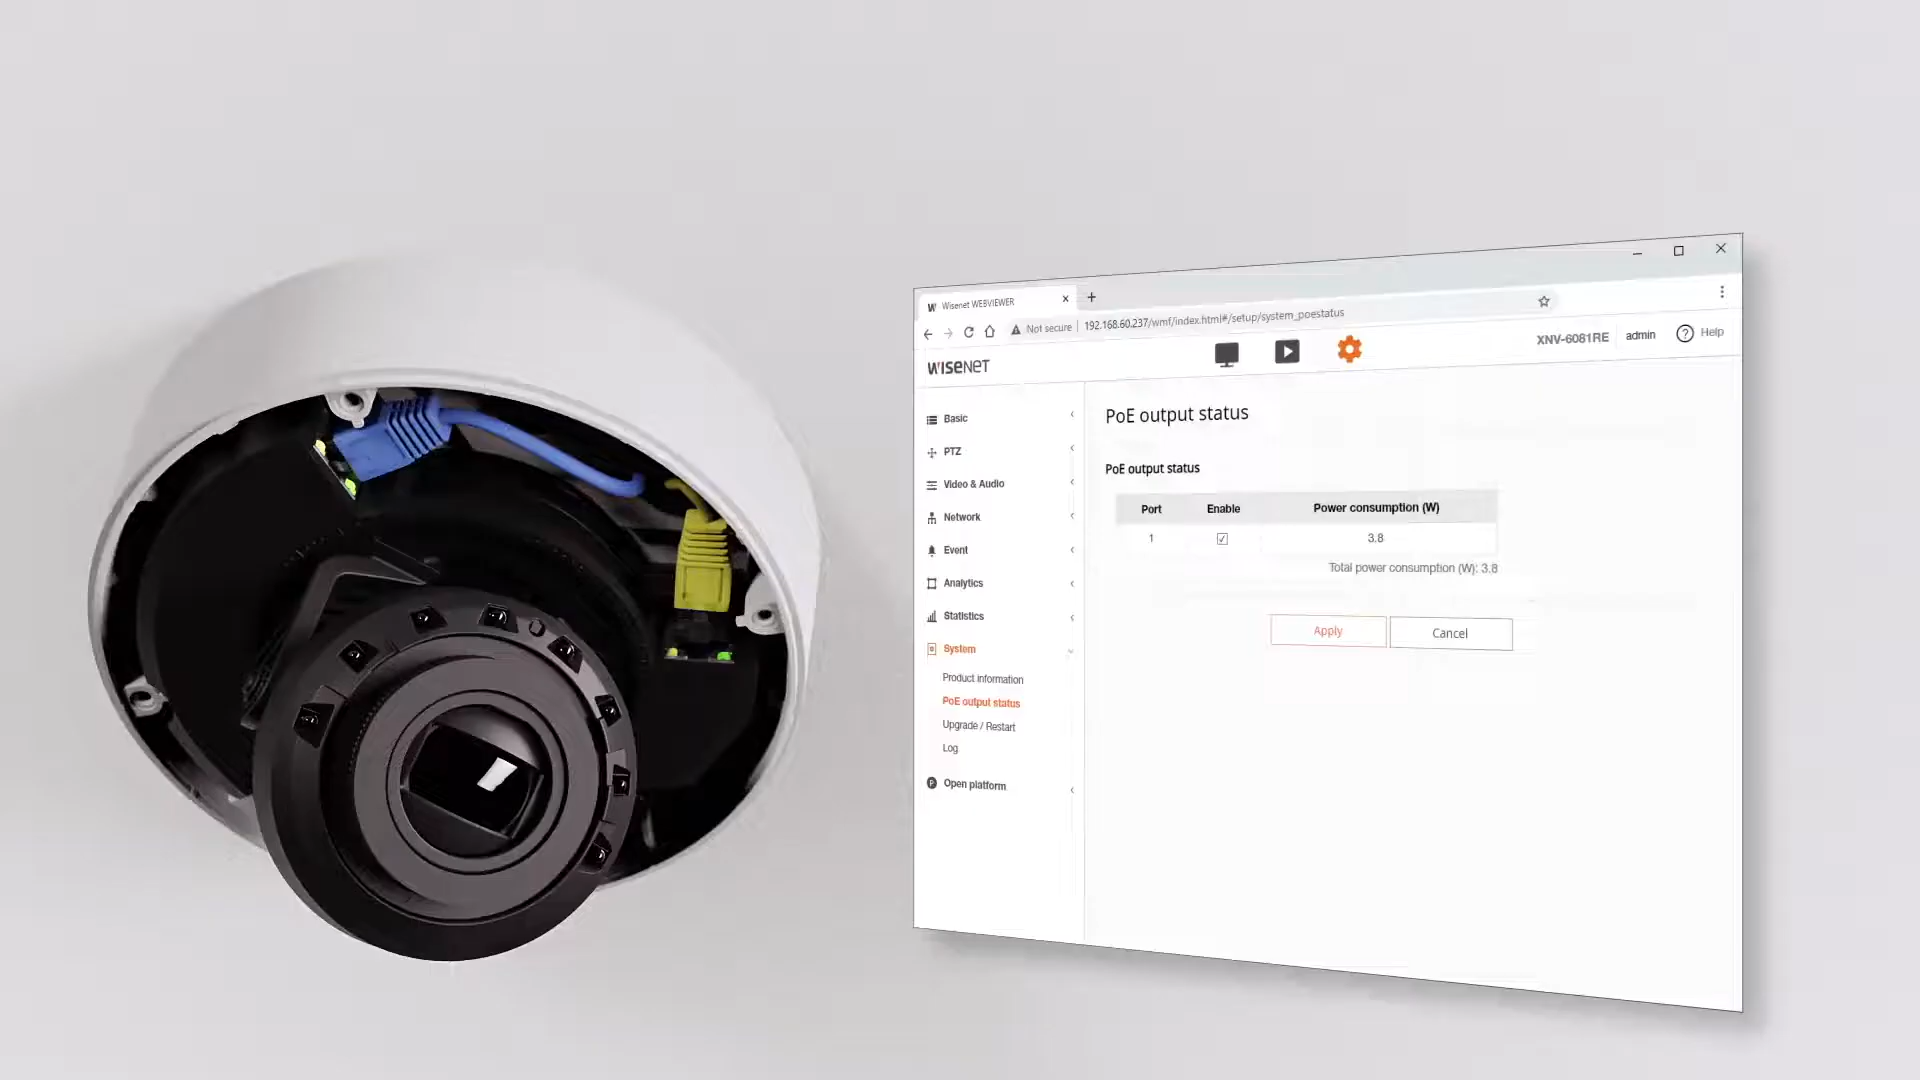 Wisenet WEBVIEWER
Not secure | 192.168.60.237/wmf/index.html#/setup/system_poestatus
WISENET
XNV-6081RE admin ? Help
Basic
PTZ
Video & Audio
Network
Event
Analytics
Statistics
System
Product information
PoE output status
Upgrade / Restart
Log
Open platform
PoE output status
PoE output status
Port Enable Power consumption (W)
1 3.8
Total power consumption (W): 3.8
Apply Cancel